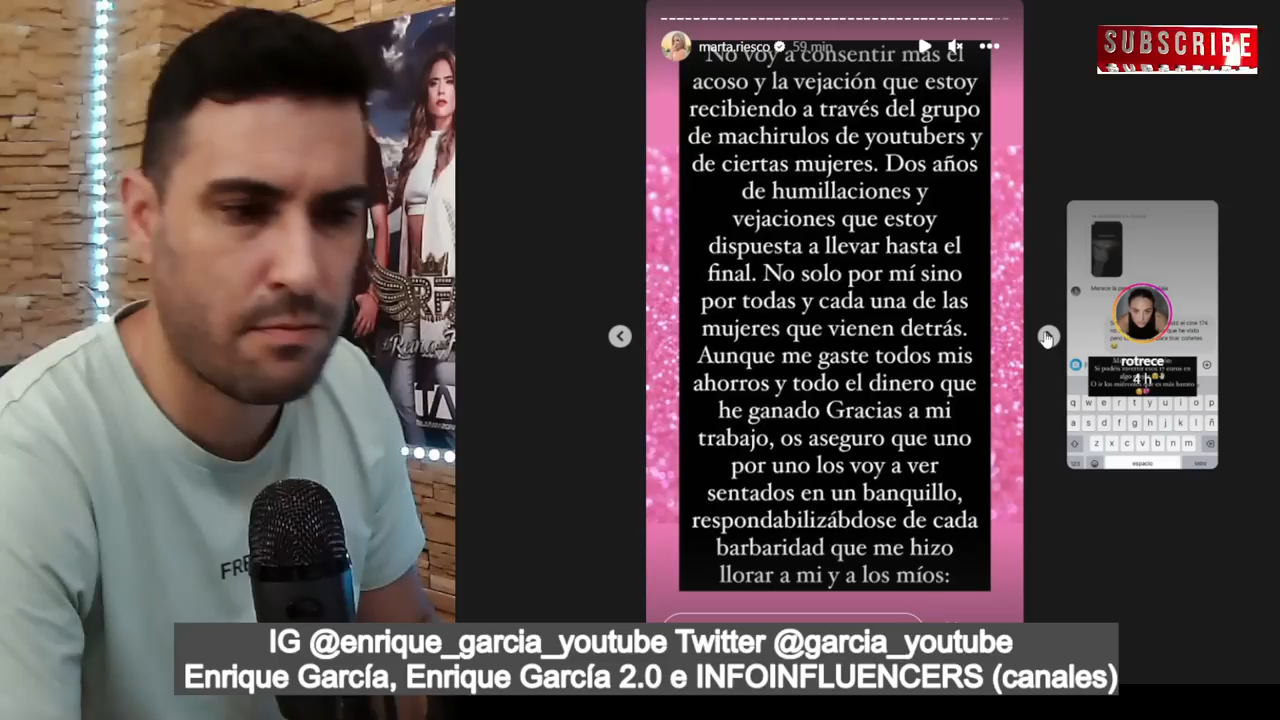 SUBSCRIBE
marta.riesco 59 min
No voy a consentir más el
acoso y la vejación que estoy
recibiendo a través del grupo
de machirulos de youtubers y
de ciertas mujeres. Dos años
de humillaciones y
vejaciones que estoy
dispuesta a llevar hasta el
final. No solo por mí sino
por todas y cada una de las
mujeres que vienen detrás.
Aunque me gaste todos mis
ahorros y todo el dinero que
he ganado Gracias a mi
trabajo, os aseguro que uno
por uno los voy a ver
sentados en un banquillo,
respondabilizábdose de cada
barbaridad que me hizo
llorar a mi y a los míos:
rotrece
4 h
q w e r t y u i o p
a s d f g h j k l ñ
z x c v b n m
123 espacio
FRE
IG @enrique_garcia_youtube Twitter @garcia_youtube
Enrique García, Enrique García 2.0 e INFOINFLUENCERS (canales)